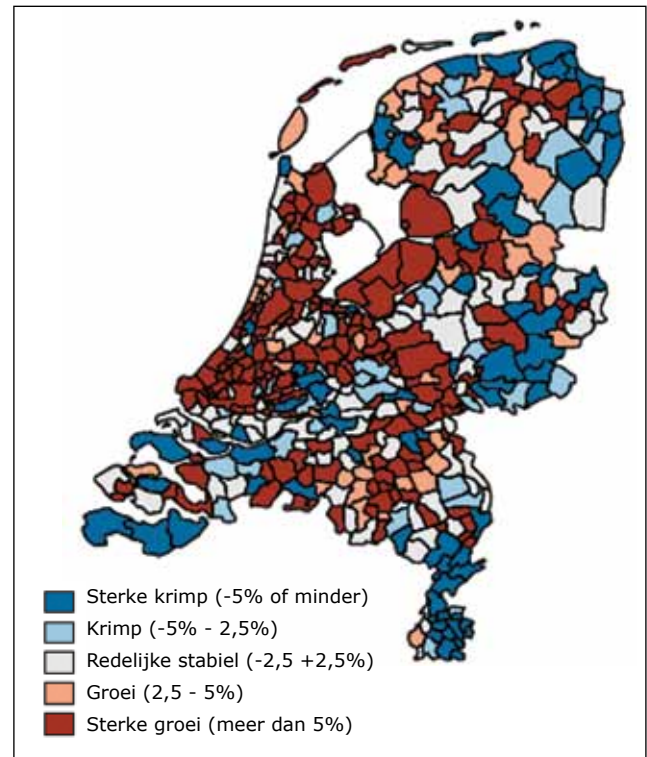 Sterke krimp (-5% of minder)
Krimp (-5% - 2,5%)
Redelijke stabiel (-2,5 +2,5%)
Groei (2,5 - 5%)
Sterke groei (meer dan 5%)